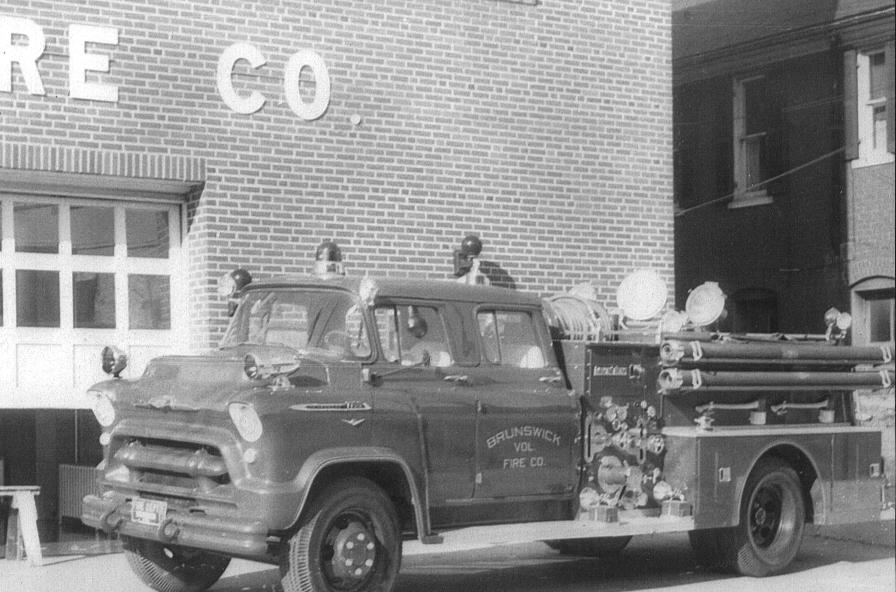 RE CO.
BRUNSWICK
VOL
FIRE CO.